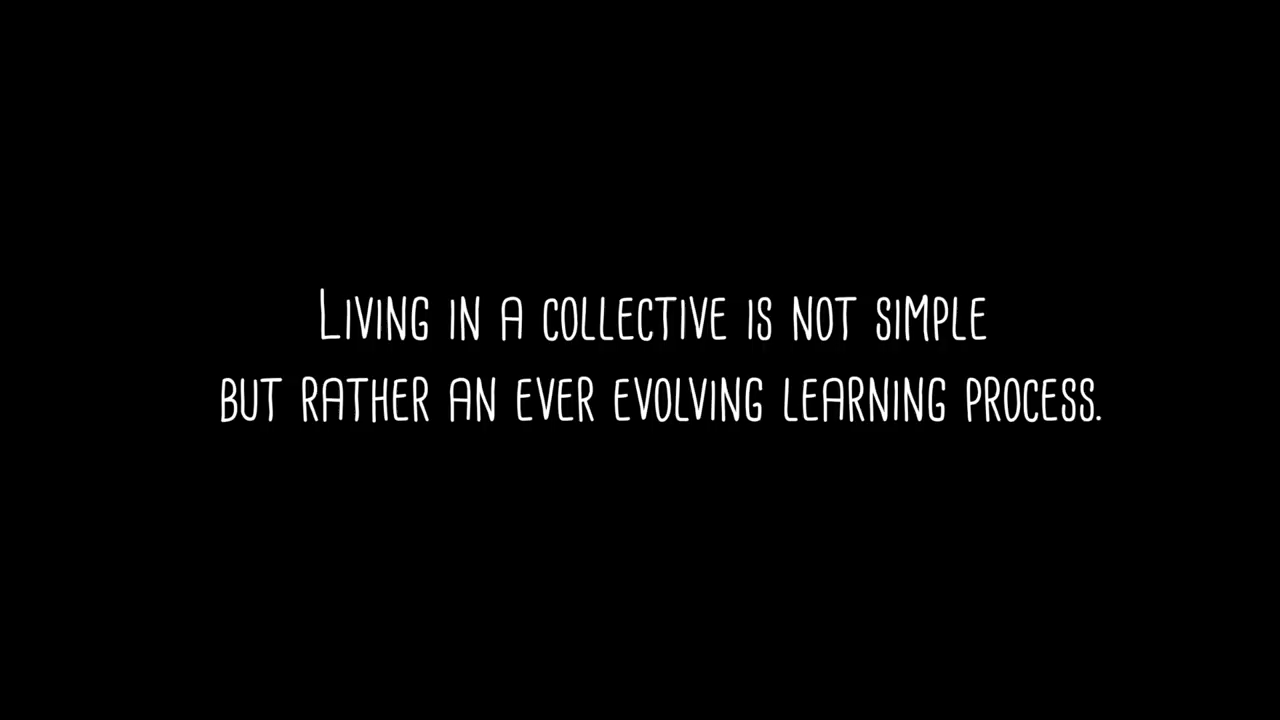 Living in a collective is not simple
but rather an ever evolving learning process.